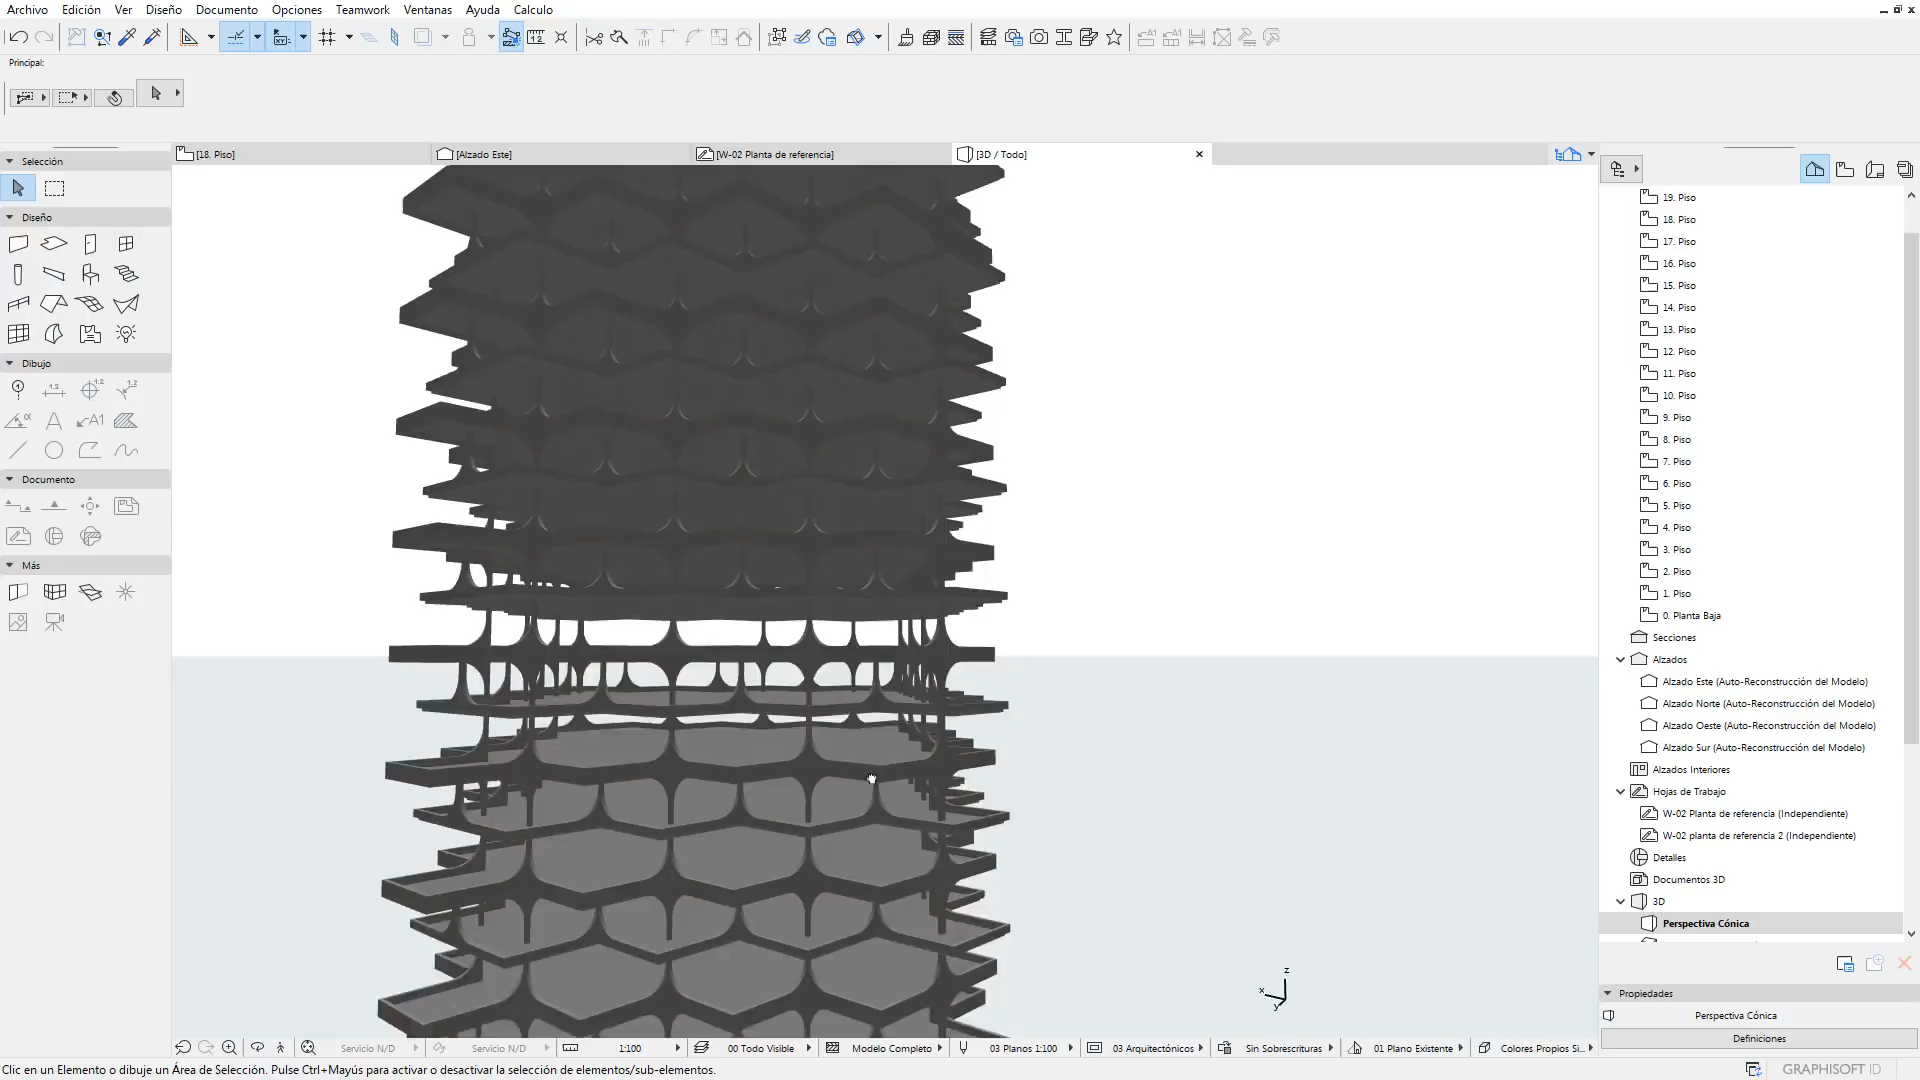 Archivo Edición Ver Diseño Documento Opciones Teamwork Ventanas Ayuda Calculo
Principal:
Selección
Diseño
Dibujo
Documento
Más
[18. Piso]
[Alzado Este]
[W-02 Planta de referencia]
[3D / Todo]
19. Piso
18. Piso
17. Piso
16. Piso
15. Piso
14. Piso
13. Piso
12. Piso
11. Piso
10. Piso
9. Piso
8. Piso
7. Piso
6. Piso
5. Piso
4. Piso
3. Piso
2. Piso
1. Piso
0. Planta Baja
Secciones
Alzados
Alzado Este (Auto-Reconstrucción del Modelo)
Alzado Norte (Auto-Reconstrucción del Modelo)
Alzado Oeste (Auto-Reconstrucción del Modelo)
Alzado Sur (Auto-Reconstrucción del Modelo)
Alzados Interiores
Hojas de Trabajo
W-02 Planta de referencia (Independiente)
W-02 planta de referencia 2 (Independiente)
Detalles
Documentos 3D
3D
Perspectiva Cónica
Propiedades
Perspectiva Cónica
Definiciones
z
x
y
Servicio N/D Servicio N/D 1:100 00 Todo Visible Modelo Completo 03 Planos 1:100 03 Arquitectónicos Sin Sobrescrituras 01 Plano Existente Colores Propios Si...
Clic en un Elemento o dibuje un Área de Selección. Pulse Ctrl+Mayús para activar o desactivar la selección de elementos/sub-elementos.
GRAPHISOFT ID